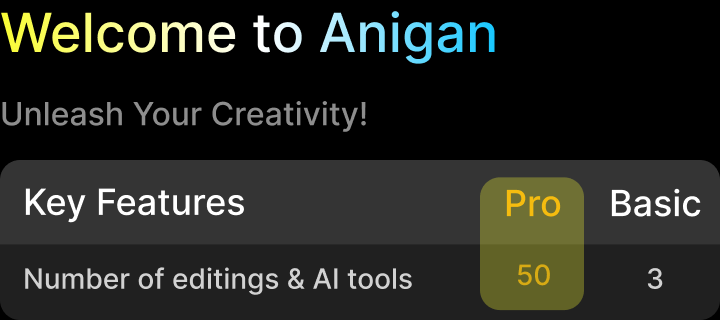 Welcome to Anigan
Unleash Your Creativity!
Key Features Pro Basic
Number of editings & AI tools 50 3